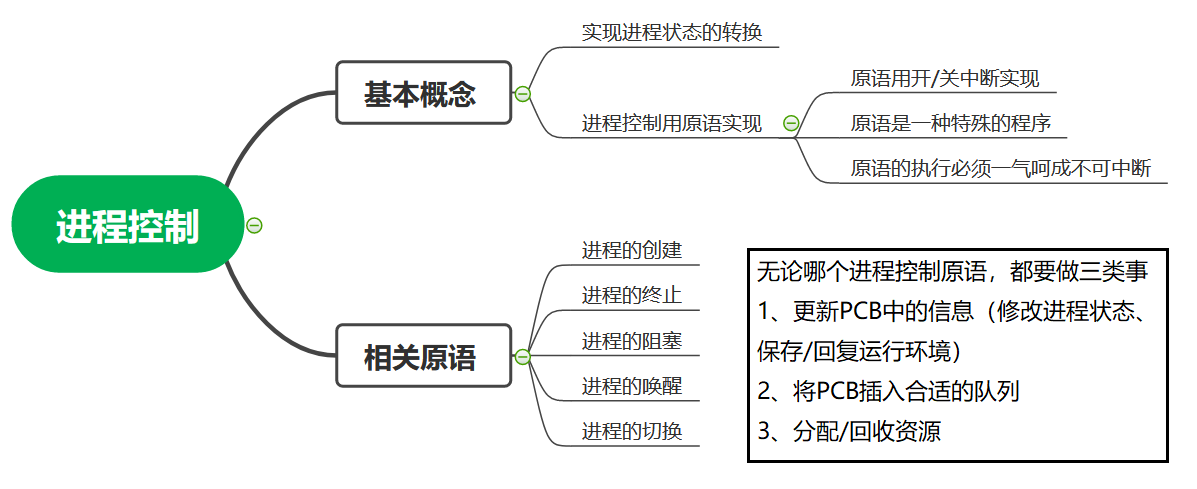 进程控制
基本概念
实现进程状态的转换
进程控制用原语实现
原语用开/关中断实现
原语是一种特殊的程序
原语的执行必须一气呵成不可中断
相关原语
进程的创建
进程的终止
进程的阻塞
进程的唤醒
进程的切换
无论哪个进程控制原语，都要做三类事
1、更新PCB中的信息（修改进程状态、
保存/回复运行环境）
2、将PCB插入合适的队列
3、分配/回收资源